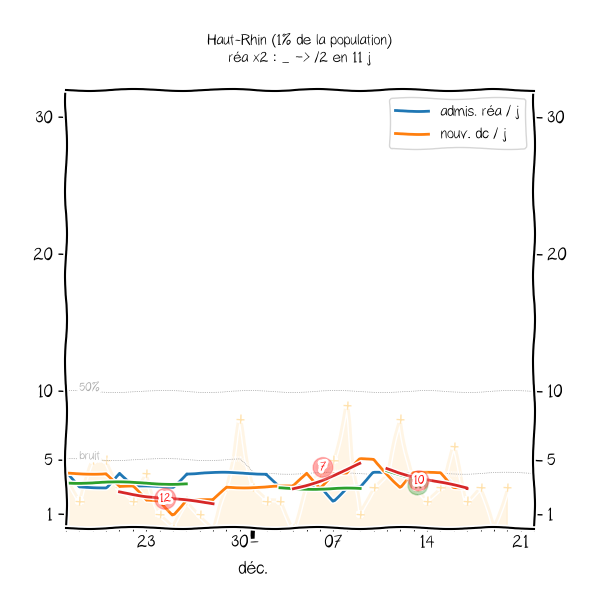 Haut-Rhin (1% de la population)
réa x2 : _ -> /2 en 11 j
admis. réa / j
nouv. dc / j
30 30
20 20
10 50% 10
5 bruit 5
7
12
10
1 1
23 30 07 14 21
déc.